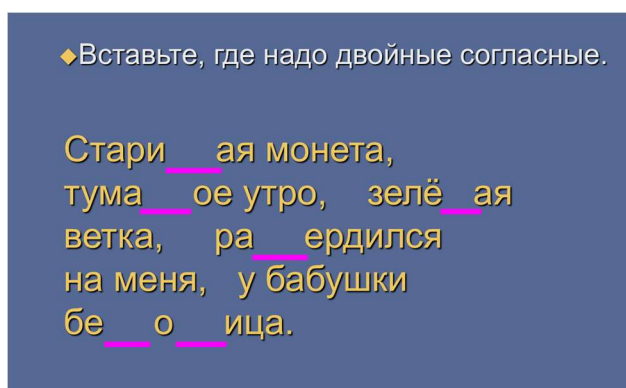 Вставьте, где надо двойные согласные.
Стари__ая монета,
тума__ое утро, зелё__ая
ветка, ра__ердился
на меня, у бабушки
бе__о__ица.